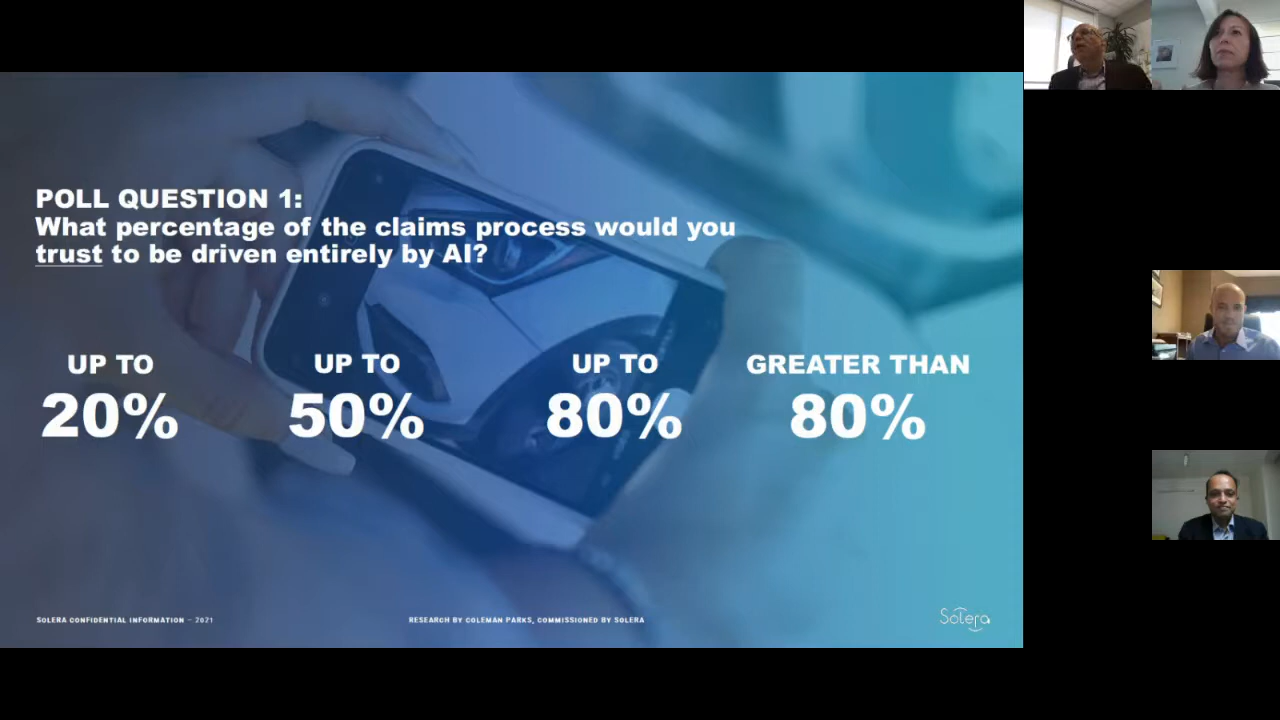 POLL QUESTION 1:
What percentage of the claims process would you
trust to be driven entirely by AI?
UP TO
20%
UP TO
50%
UP TO
80%
GREATER THAN
80%
SOLERA CONFIDENTIAL INFORMATION – 2021
RESEARCH BY COLEMAN PARKS, COMMISSIONED BY SOLERA
Solera